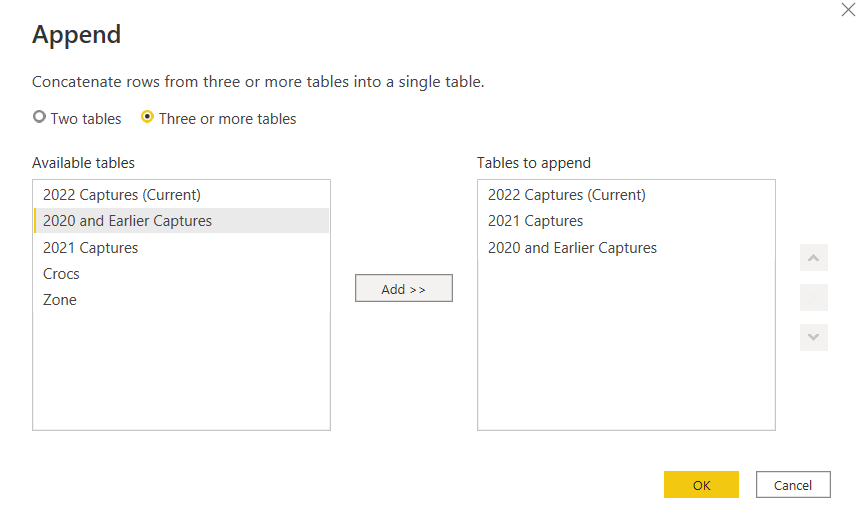 Append
Concatenate rows from three or more tables into a single table.
Two tables
Three or more tables
Available tables
2022 Captures (Current)
2020 and Earlier Captures
2021 Captures
Crocs
Zone
Add >>
Tables to append
2022 Captures (Current)
2021 Captures
2020 and Earlier Captures
OK
Cancel